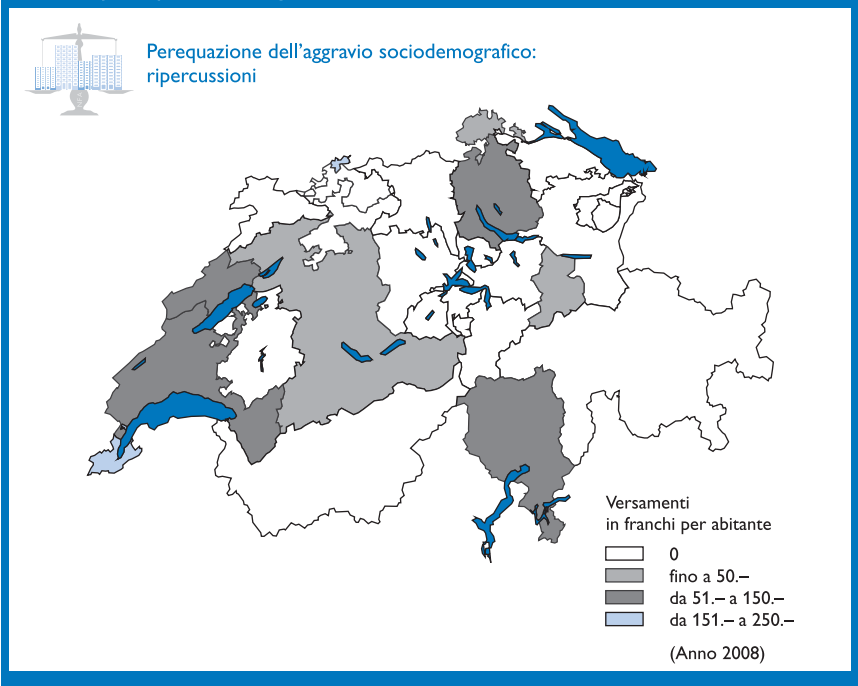 Perequazione dell'aggravio sociodemografico:
ripercussioni
Versamenti
in franchi per abitante
0
fino a 50.–
da 51.– a 150.–
da 151.– a 250.–
(Anno 2008)